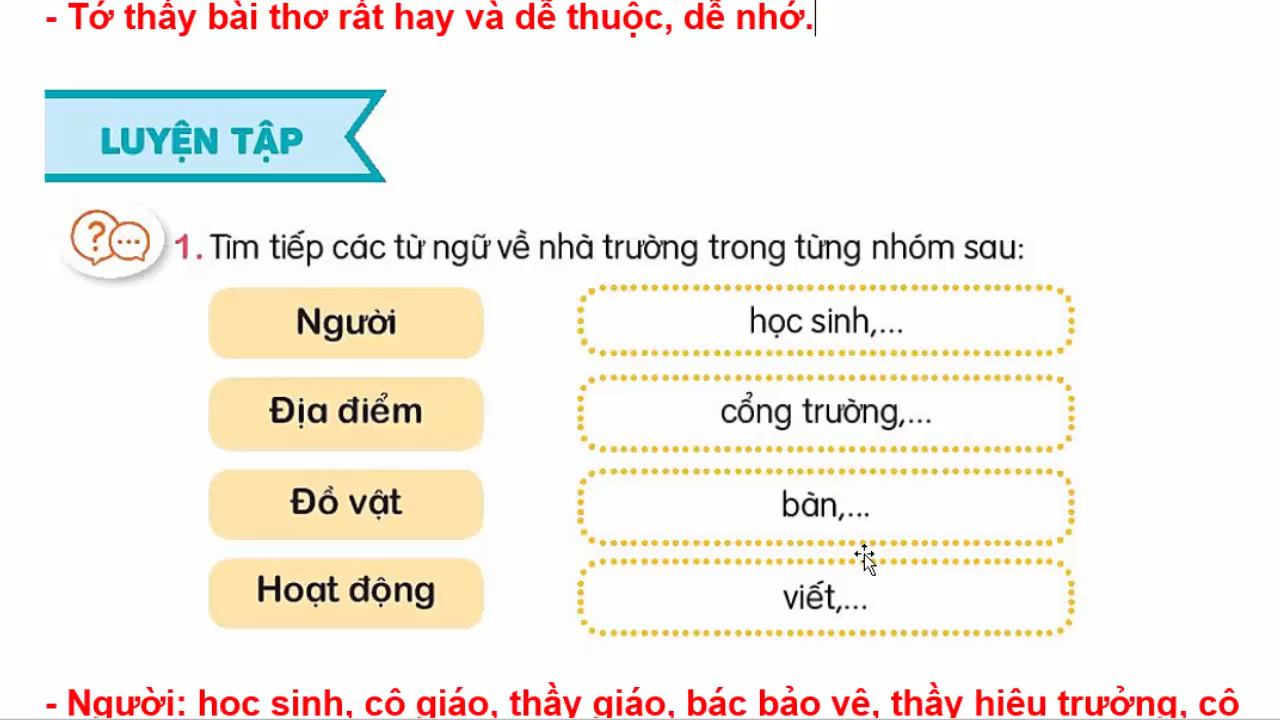 - Tớ thấy bài thơ rất hay và dễ thuộc, dễ nhớ.
LUYỆN TẬP
1. Tìm tiếp các từ ngữ về nhà trường trong từng nhóm sau:
Người
học sinh,...
Địa điểm
cổng trường,...
Đồ vật
bàn,...
Hoạt động
viết,...
- Người: học sinh, cô giáo, thầy giáo, bác bảo vệ, thầy hiệu trưởng, cô